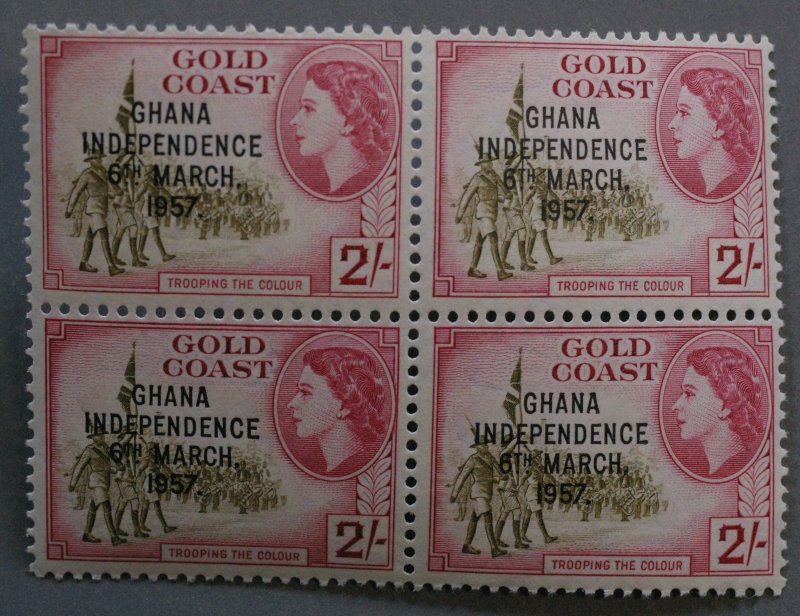 GOLD
COAST
GHANA
INDEPENDENCE
6TH MARCH,
1957.
TROOPING THE COLOUR
2/-
GOLD
COAST
GHANA
INDEPENDENCE
6TH MARCH,
1957.
TROOPING THE COLOUR
2/-
GOLD
COAST
GHANA
INDEPENDENCE
6TH MARCH,
1957.
TROOPING THE COLOUR
2/-
GOLD
COAST
GHANA
INDEPENDENCE
6TH MARCH,
1957.
TROOPING THE COLOUR
2/-